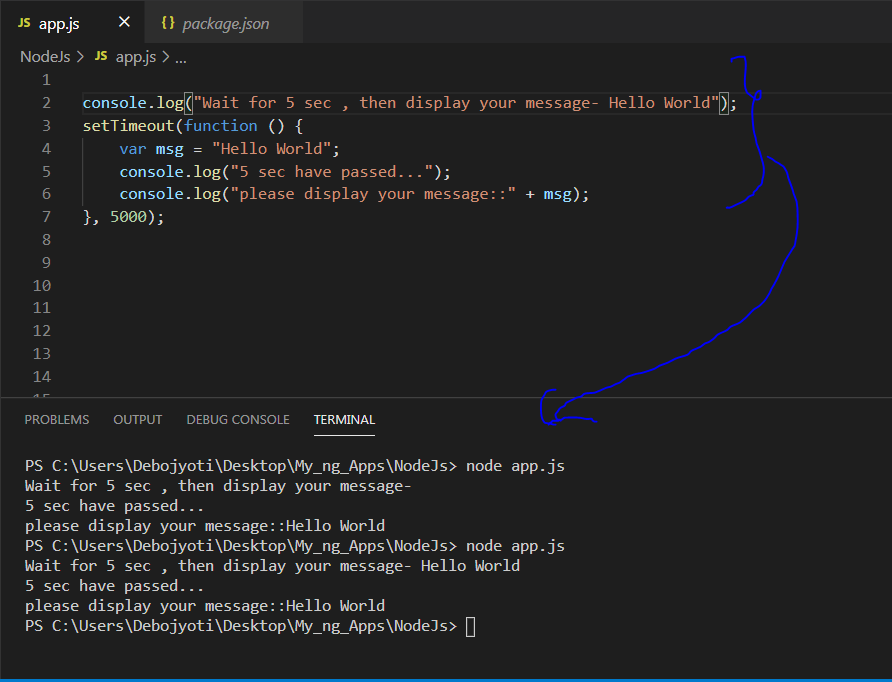 JS app.js ×
{} package.json
NodeJs > JS app.js > ...
1
2 console.log("Wait for 5 sec , then display your message- Hello World");
3 setTimeout(function () {
4     var msg = "Hello World";
5     console.log("5 sec have passed...");
6     console.log("please display your message::" + msg);
7 }, 5000);
8
9
10
11
12
13
14
15
PROBLEMS OUTPUT DEBUG CONSOLE TERMINAL
PS C:\Users\Debojyoti\Desktop\My_ng_Apps\NodeJs> node app.js
Wait for 5 sec , then display your message-
5 sec have passed...
please display your message::Hello World
PS C:\Users\Debojyoti\Desktop\My_ng_Apps\NodeJs> node app.js
Wait for 5 sec , then display your message- Hello World
5 sec have passed...
please display your message::Hello World
PS C:\Users\Debojyoti\Desktop\My_ng_Apps\NodeJs>